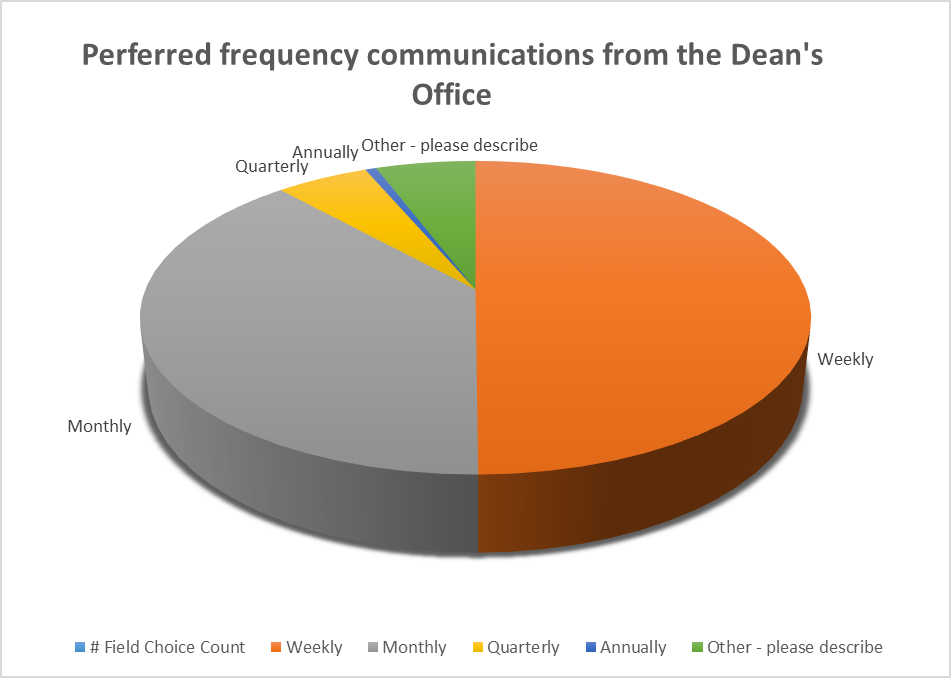 Perferred frequency communications from the Dean's
Office
Other - please describe
Annually
Quarterly
Weekly
Monthly
# Field Choice Count Weekly Monthly Quarterly Annually Other - please describe